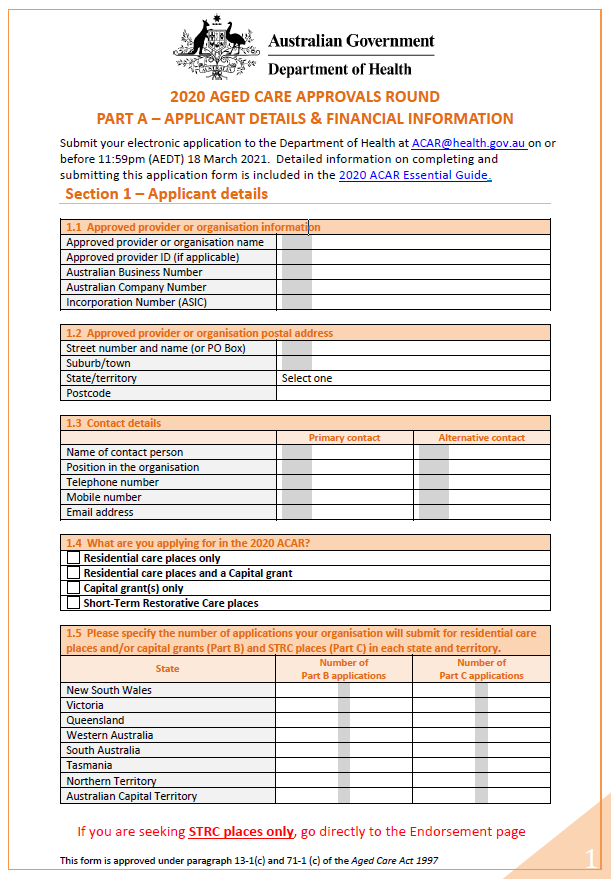 Australian Government
Department of Health
2020 AGED CARE APPROVALS ROUND
PART A – APPLICANT DETAILS & FINANCIAL INFORMATION
Submit your electronic application to the Department of Health at ACAR@health.gov.au on or
before 11:59pm (AEDT) 18 March 2021.  Detailed information on completing and
submitting this application form is included in the 2020 ACAR Essential Guide.
Section 1 – Applicant details
1.1  Approved provider or organisation information
Approved provider or organisation name
Approved provider ID (if applicable)
Australian Business Number
Australian Company Number
Incorporation Number (ASIC)
1.2  Approved provider or organisation postal address
Street number and name (or PO Box)
Suburb/town
State/territory Select one
Postcode
1.3  Contact details
Primary contact Alternative contact
Name of contact person
Position in the organisation
Telephone number
Mobile number
Email address
1.4  What are you applying for in the 2020 ACAR?
Residential care places only
Residential care places and a Capital grant
Capital grant(s) only
Short-Term Restorative Care places
1.5  Please specify the number of applications your organisation will submit for residential care
places and/or capital grants (Part B) and STRC places (Part C) in each state and territory.
State Number of Part B applications Number of Part C applications
New South Wales
Victoria
Queensland
Western Australia
South Australia
Tasmania
Northern Territory
Australian Capital Territory
If you are seeking STRC places only, go directly to the Endorsement page
This form is approved under paragraph 13-1(c) and 71-1 (c) of the Aged Care Act 1997
1